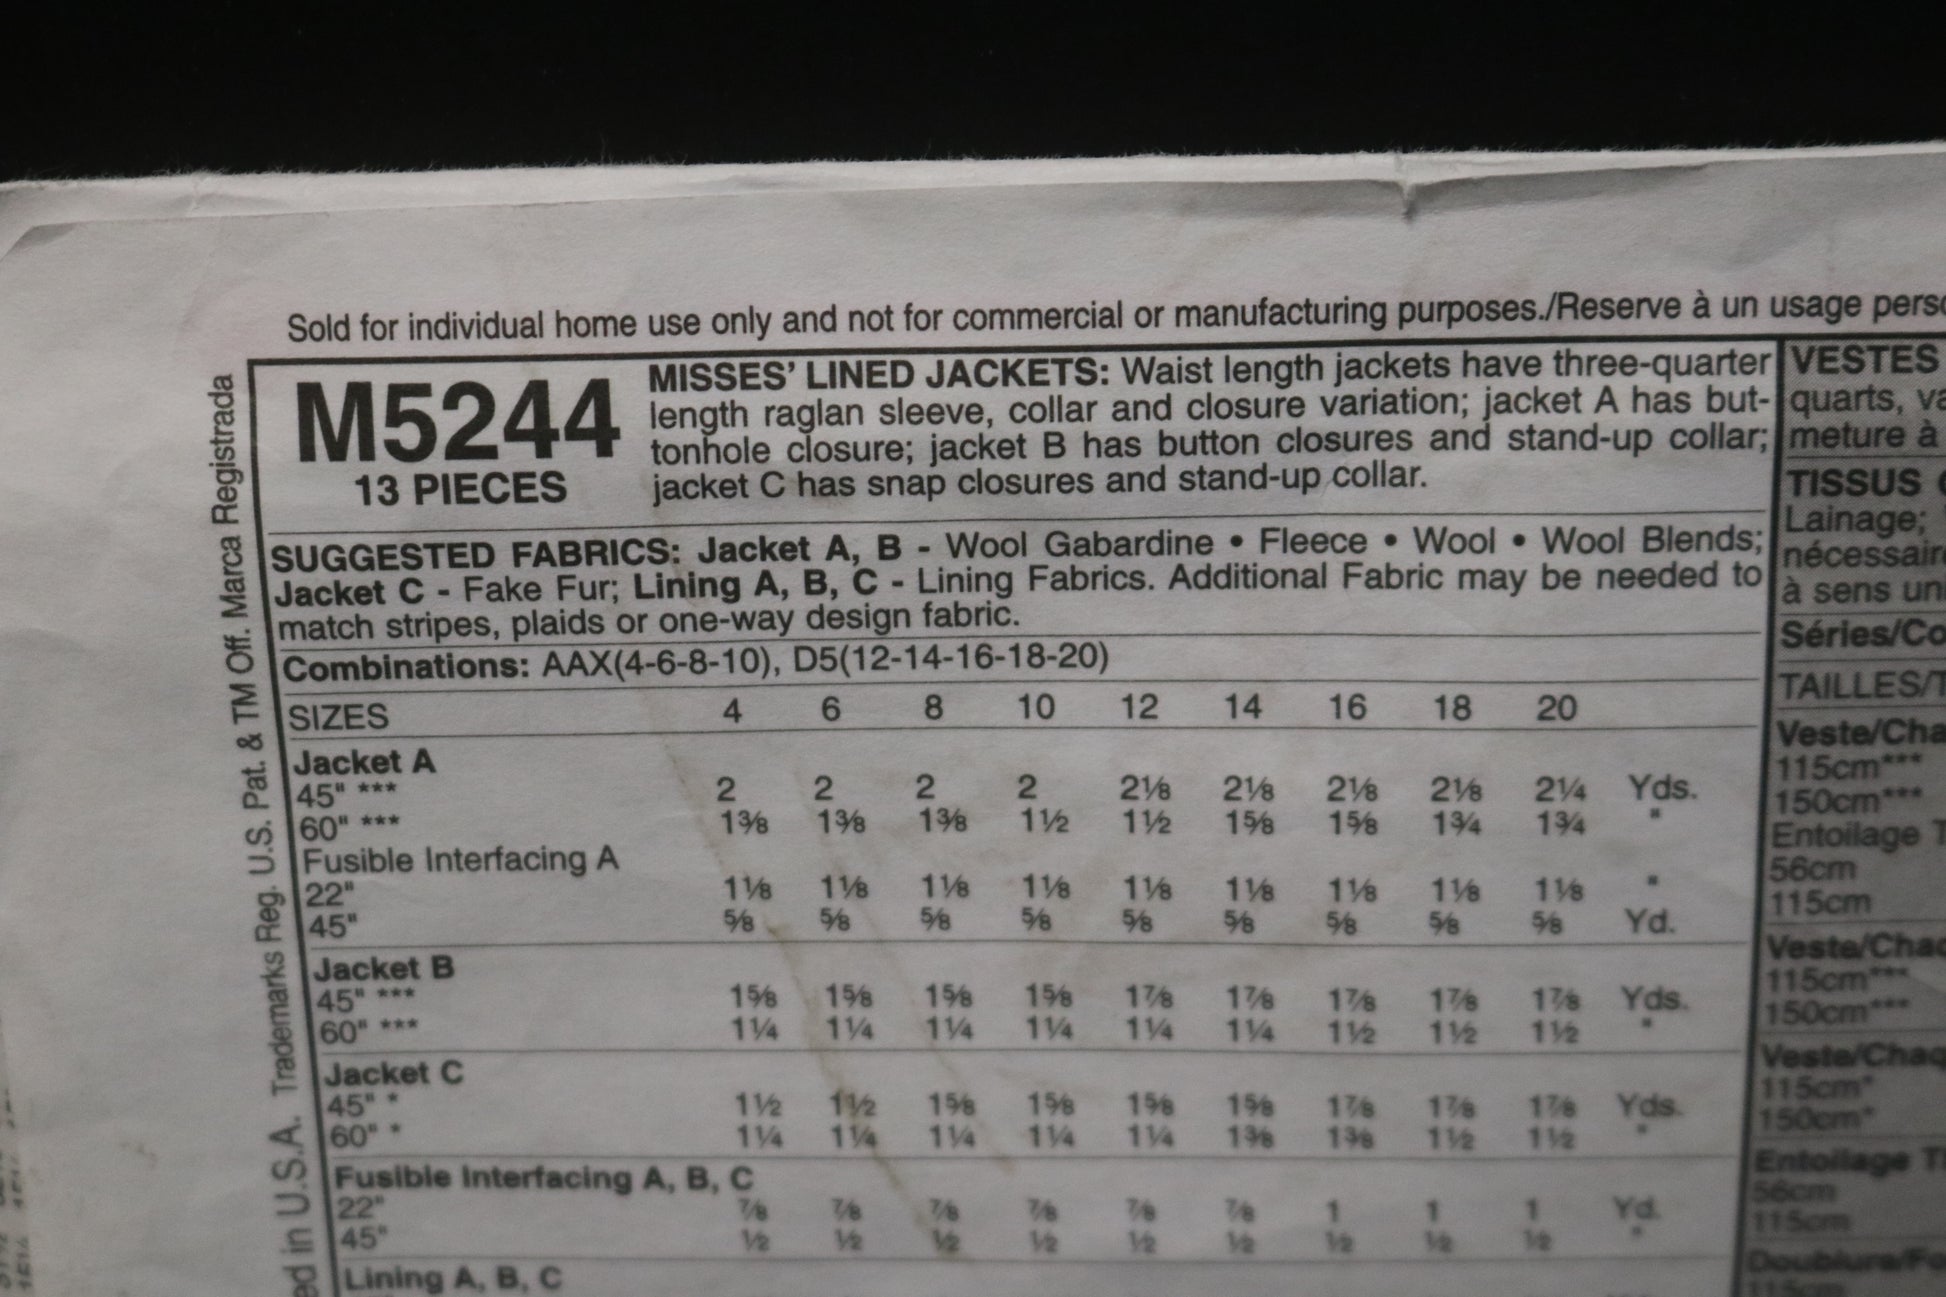 Sold for individual home use only and not for commercial or manufacturing purposes./Reserve à un usage
M5244
13 PIECES
MISSES' LINED JACKETS: Waist length jackets have three-quarter
length raglan sleeve, collar and closure variation; jacket A has but-
tonhole closure; jacket B has button closures and stand-up collar;
jacket C has snap closures and stand-up collar.
SUGGESTED FABRICS: Jacket A, B - Wool Gabardine • Fleece • Wool • Wool Blends;
Jacket C - Fake Fur; Lining A, B, C - Lining Fabrics. Additional Fabric may be needed to
match stripes, plaids or one-way design fabric.
Combinations: AAX(4-6-8-10), D5(12-14-16-18-20)
SIZES 4 6 8 10 12 14 16 18 20
Jacket A
45" *** 2 2 2 2 2⅛ 2⅛ 2⅛ 2⅛ 2¼ Yds.
60" *** 1⅜ 1⅜ 1⅜ 1½ 1½ 1⅝ 1⅝ 1¾ 1¾ "
Fusible Interfacing A
22" 1⅛ 1⅛ 1⅛ 1⅛ 1⅛ 1⅛ 1⅛ 1⅛ 1⅛ "
45" ⅝ ⅝ ⅝ ⅝ ⅝ ⅝ ⅝ ⅝ ⅝ Yd.
Jacket B
45" *** 1⅝ 1⅝ 1⅝ 1⅝ 1⅞ 1⅞ 1⅞ 1⅞ 1⅞ Yds.
60" *** 1¼ 1¼ 1¼ 1¼ 1¼ 1¼ 1½ 1½ 1½ "
Jacket C
45" * 1½ 1½ 1⅝ 1⅝ 1⅝ 1⅝ 1⅞ 1⅞ 1⅞ Yds.
60" * 1¼ 1¼ 1¼ 1¼ 1¼ 1⅜ 1⅜ 1½ 1½ "
Fusible Interfacing A, B, C
22" ⅞ ⅞ ⅞ ⅞ ⅞ ⅞ 1 1 1 Yd.
45" ½ ½ ½ ½ ½ ½ ½ ½ ½ "
Lining A, B, C
VESTES
quarts,
meture à
TISSUS
Lainage;
à sens
TAILLES/
115cm***
150cm***
Entoilage
56cm
115cm
115cm***
150cm***
115cm*
150cm*
Entoilage
56cm
115cm
115cm
in U.S.A. Trademarks Reg. U.S. Pat. & TM Off. Marca Registrada